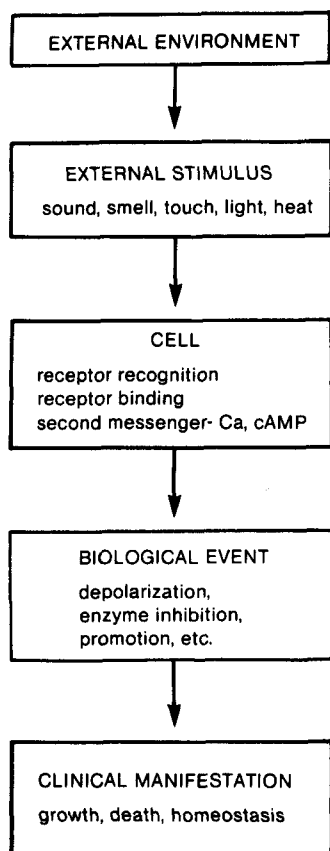 EXTERNAL ENVIRONMENT
EXTERNAL STIMULUS
sound, smell, touch, light, heat
CELL
receptor recognition
receptor binding
second messenger- Ca, cAMP
BIOLOGICAL EVENT
depolarization,
enzyme inhibition,
promotion, etc.
CLINICAL MANIFESTATION
growth, death, homeostasis